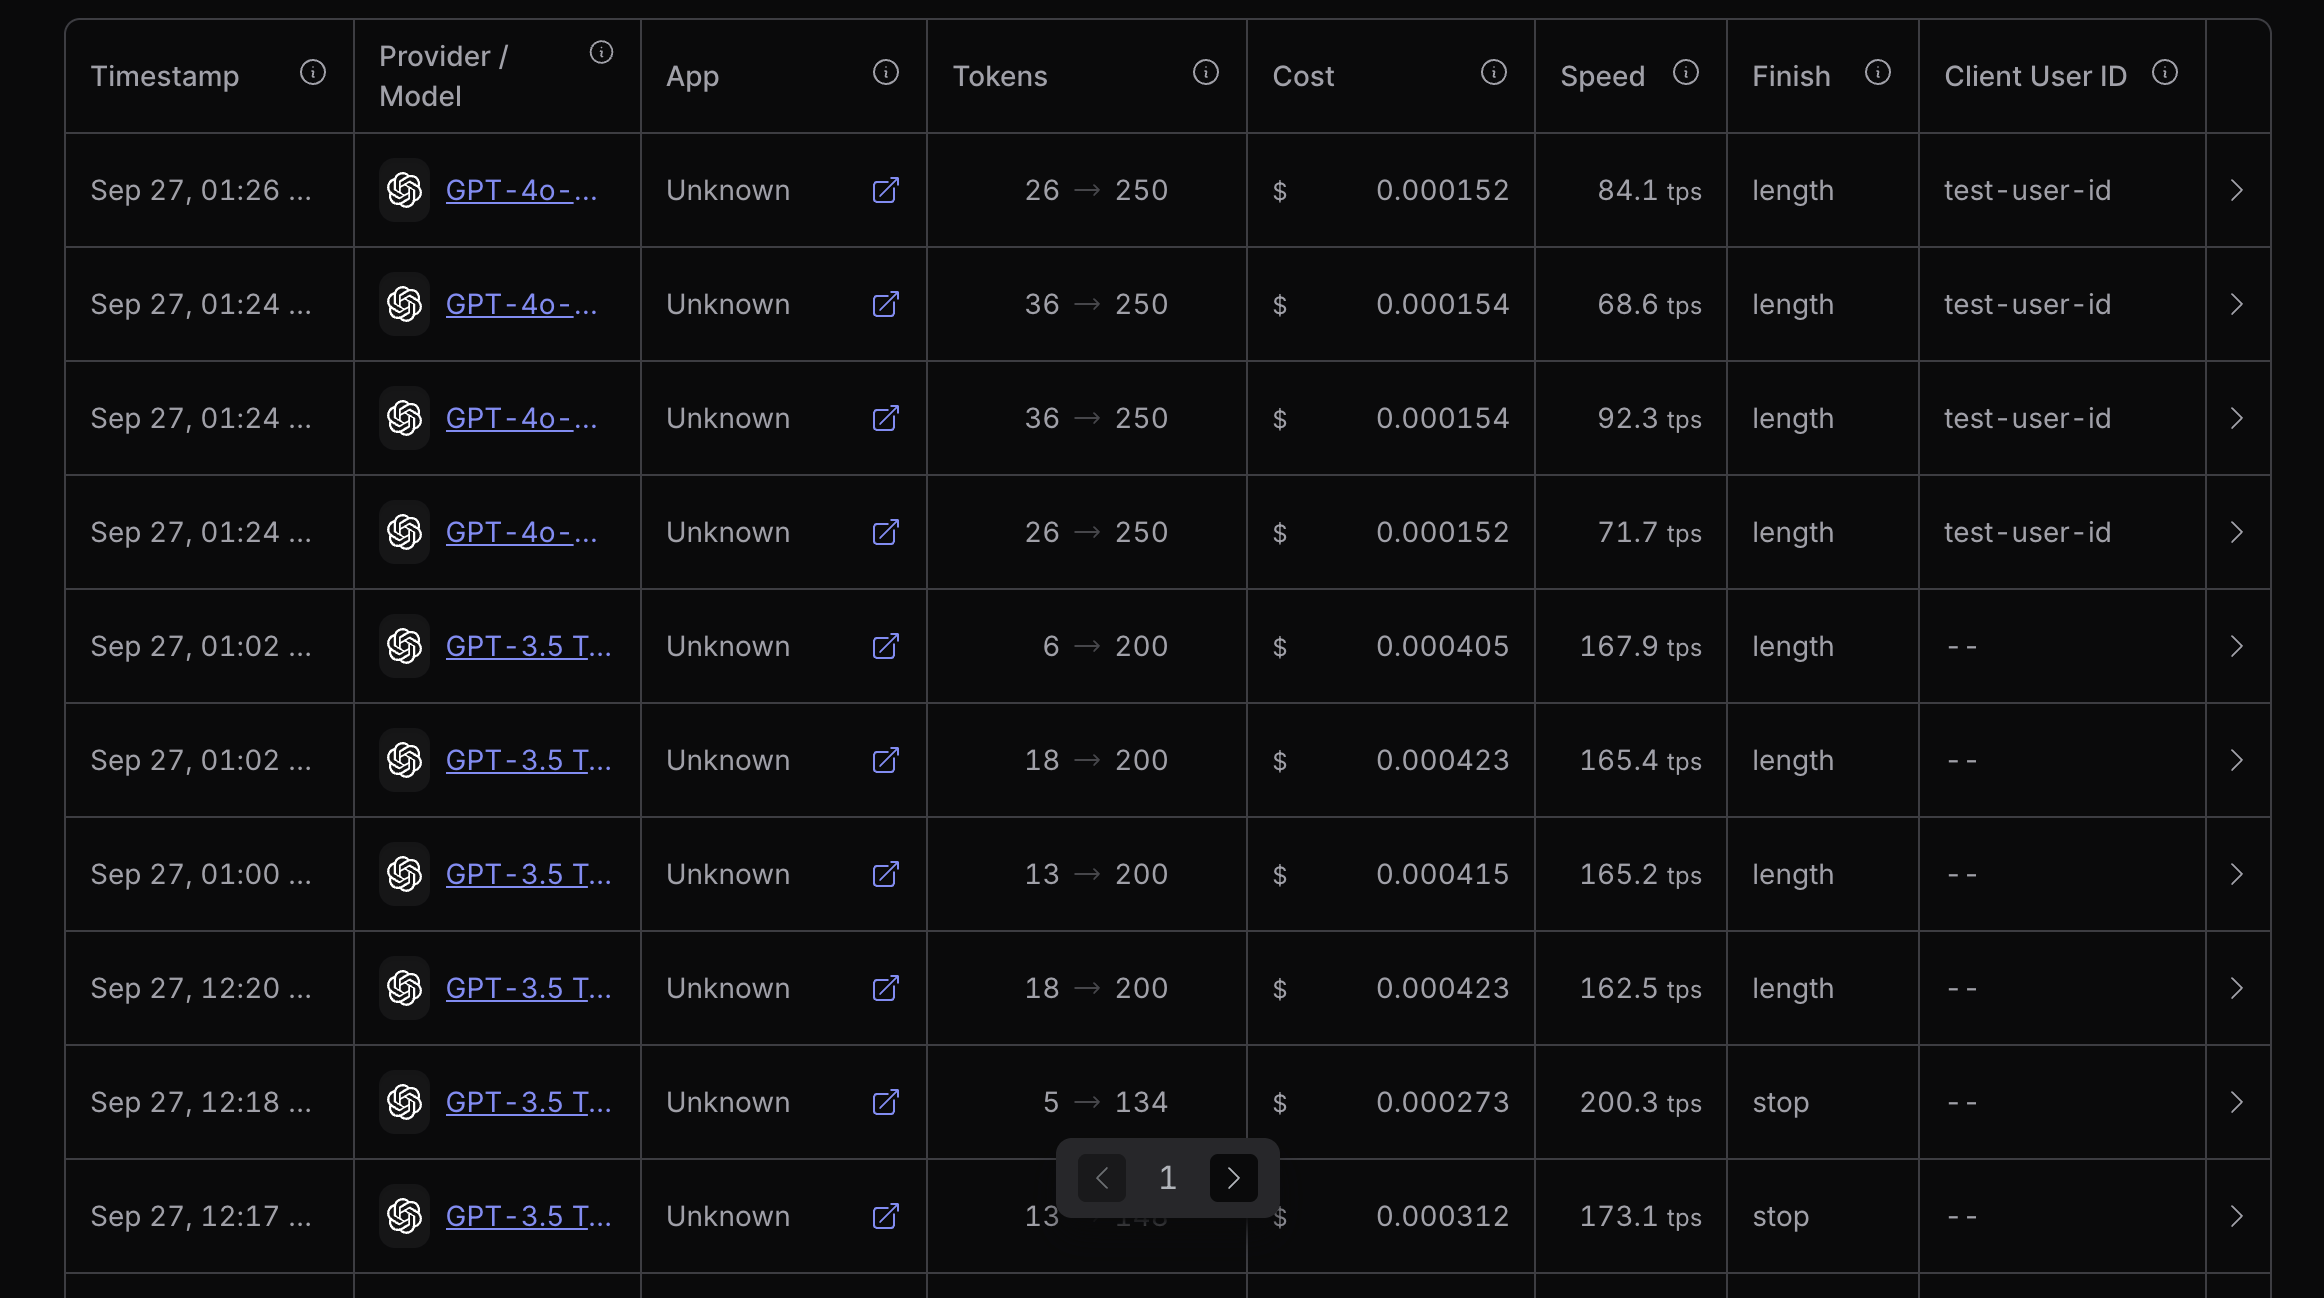 Timestamp Provider / Model App Tokens Cost Speed Finish Client User ID
Sep 27, 01:26 ... GPT-4o-... Unknown 26 → 250 $ 0.000152 84.1 tps length test-user-id
Sep 27, 01:24 ... GPT-4o-... Unknown 36 → 250 $ 0.000154 68.6 tps length test-user-id
Sep 27, 01:24 ... GPT-4o-... Unknown 36 → 250 $ 0.000154 92.3 tps length test-user-id
Sep 27, 01:24 ... GPT-4o-... Unknown 26 → 250 $ 0.000152 71.7 tps length test-user-id
Sep 27, 01:02 ... GPT-3.5 T... Unknown 6 → 200 $ 0.000405 167.9 tps length --
Sep 27, 01:02 ... GPT-3.5 T... Unknown 18 → 200 $ 0.000423 165.4 tps length --
Sep 27, 01:00 ... GPT-3.5 T... Unknown 13 → 200 $ 0.000415 165.2 tps length --
Sep 27, 12:20 ... GPT-3.5 T... Unknown 18 → 200 $ 0.000423 162.5 tps length --
Sep 27, 12:18 ... GPT-3.5 T... Unknown 5 → 134 $ 0.000273 200.3 tps stop --
1
Sep 27, 12:17 ... GPT-3.5 T... Unknown 13 $ 0.000312 173.1 tps stop --